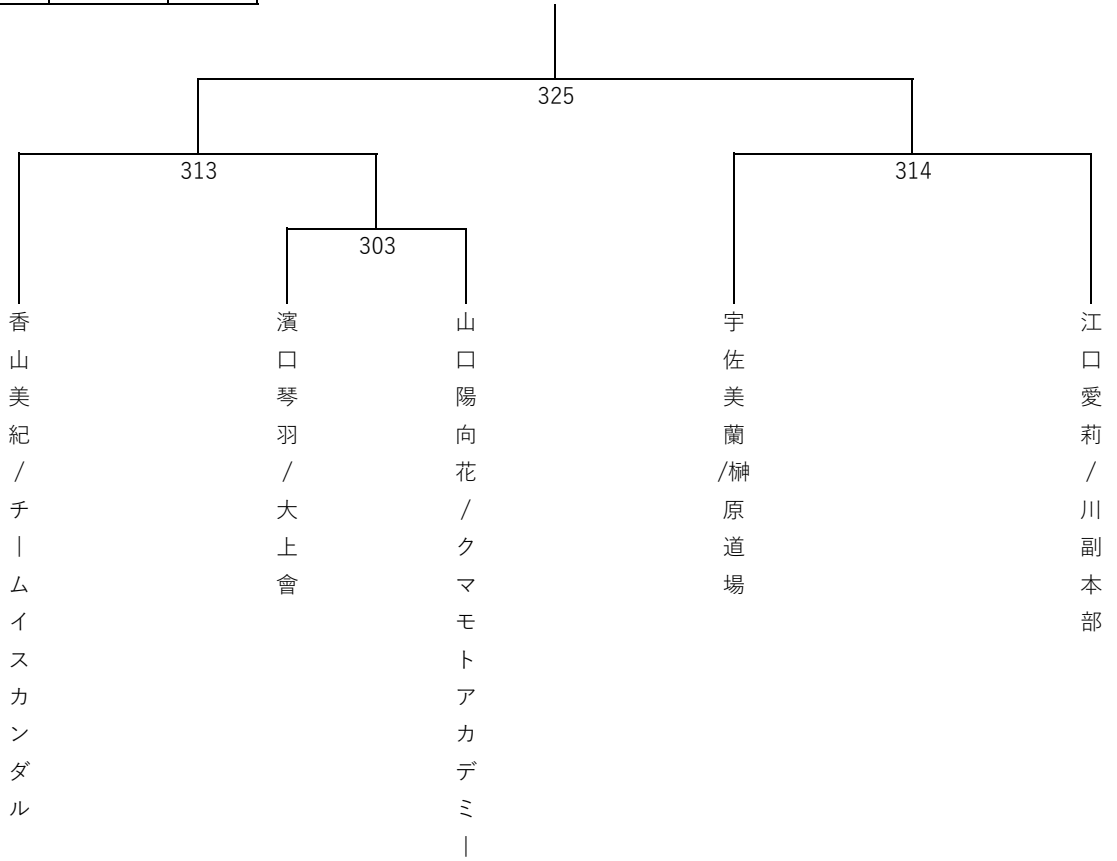 325
313
314
303
香山美紀/チームイスカンダル
濱口琴羽/大上會
山口陽向花/クマモトアカデミー
宇佐美蘭/榊原道場
江口愛莉/川副本部